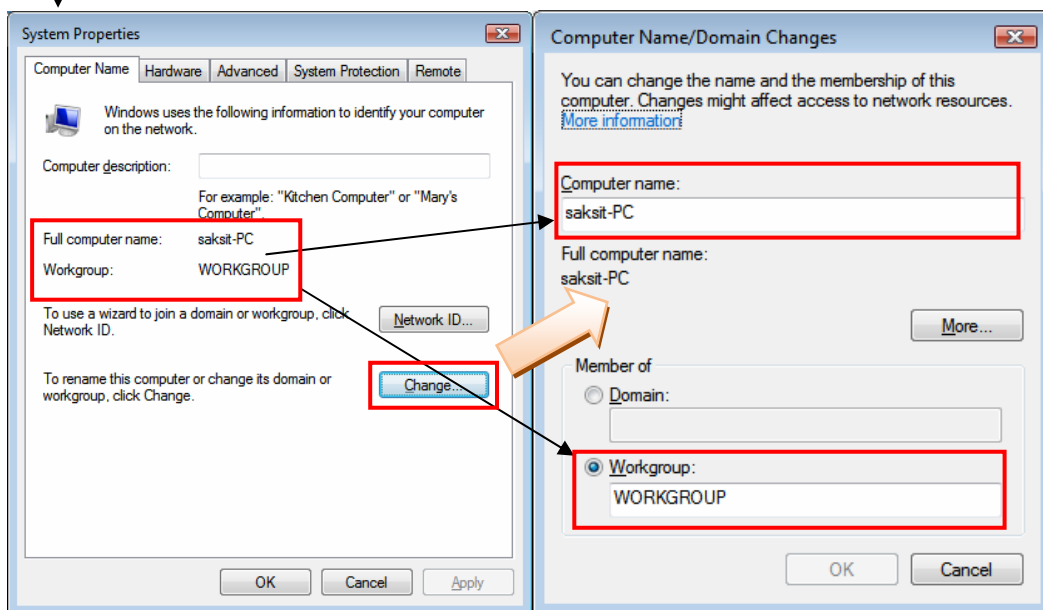 System Properties
Computer Name
Hardware
Advanced
System Protection
Remote
Windows uses the following information to identify your computer
on the network.
Computer description:
For example: "Kitchen Computer" or "Mary's
Computer".
Full computer name:
saksit-PC
Workgroup:
WORKGROUP
To use a wizard to join a domain or workgroup, click
Network ID.
Network ID...
To rename this computer or change its domain or
workgroup, click Change.
Change...
OK
Cancel
Apply
Computer Name/Domain Changes
You can change the name and the membership of this
computer. Changes might affect access to network resources.
More information
Computer name:
saksit-PC
Full computer name:
saksit-PC
More...
Member of
Domain:
Workgroup:
WORKGROUP
OK
Cancel